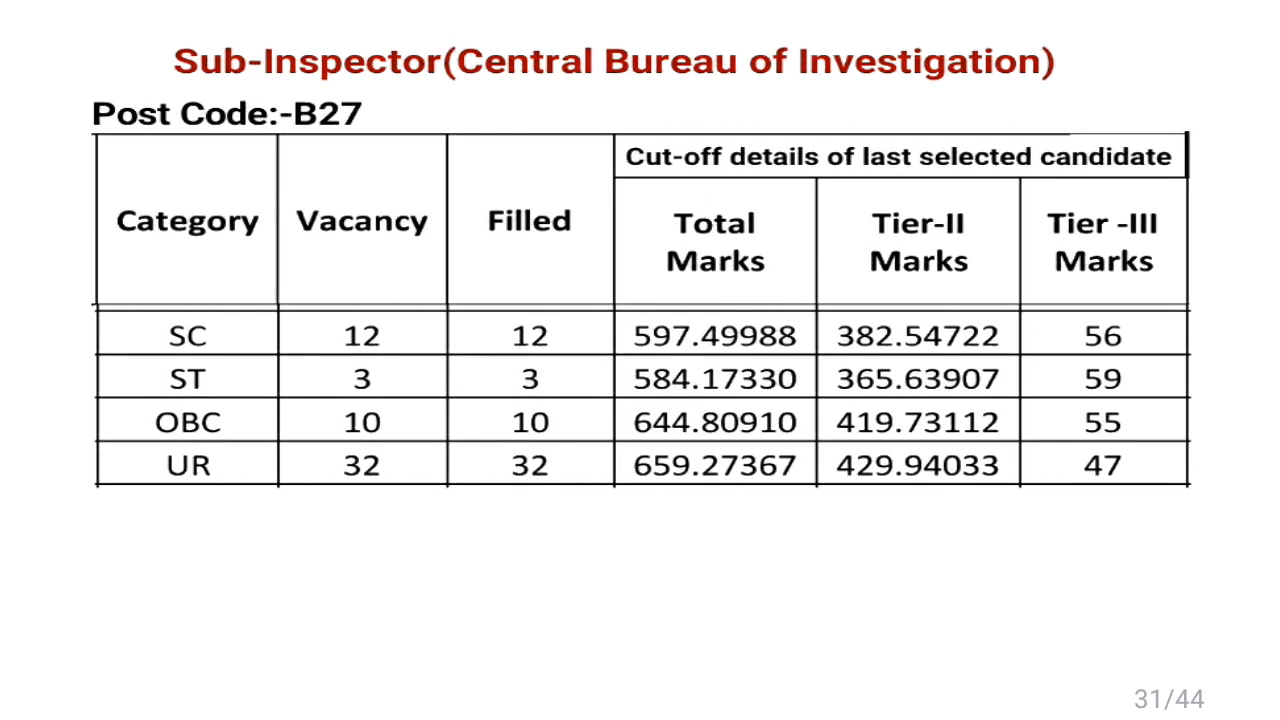 Sub-Inspector(Central Bureau of Investigation)
Post Code:-B27
Cut-off details of last selected candidate
Category Vacancy Filled Total Marks Tier-II Marks Tier -III Marks
SC 12 12 597.49988 382.54722 56
ST 3 3 584.17330 365.63907 59
OBC 10 10 644.80910 419.73112 55
UR 32 32 659.27367 429.94033 47
31/44